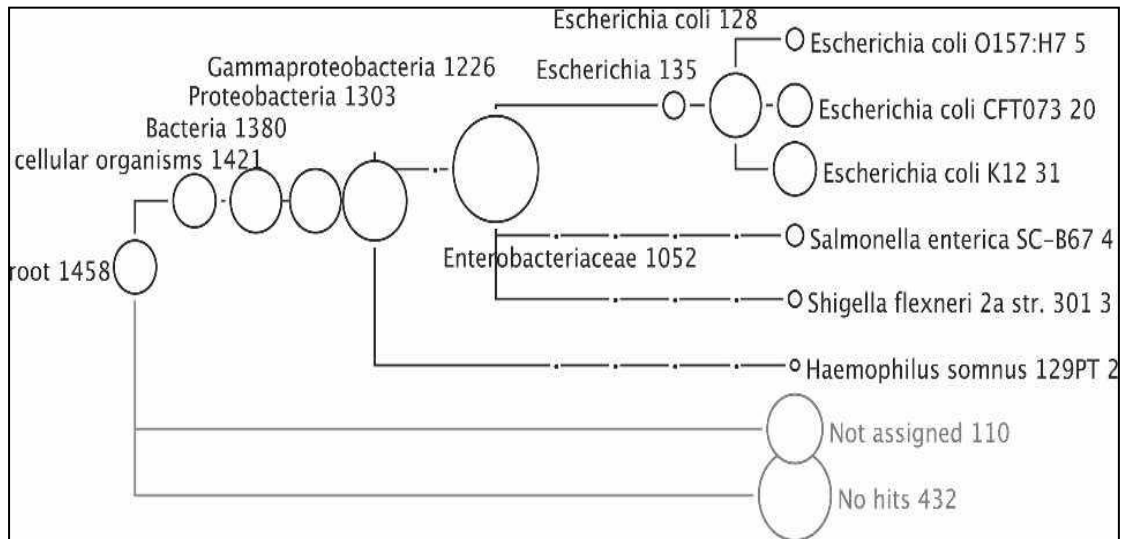 Escherichia coli 128
Escherichia coli O157:H7 5
Gammaproteobacteria 1226
Escherichia 135
Proteobacteria 1303
Escherichia coli CFT073 20
Bacteria 1380
cellular organisms 1421
Escherichia coli K12 31
Salmonella enterica SC-B67 4
Enterobacteriaceae 1052
root 1458
Shigella flexneri 2a str. 301 3
Haemophilus somnus 129PT 2
Not assigned 110
No hits 432